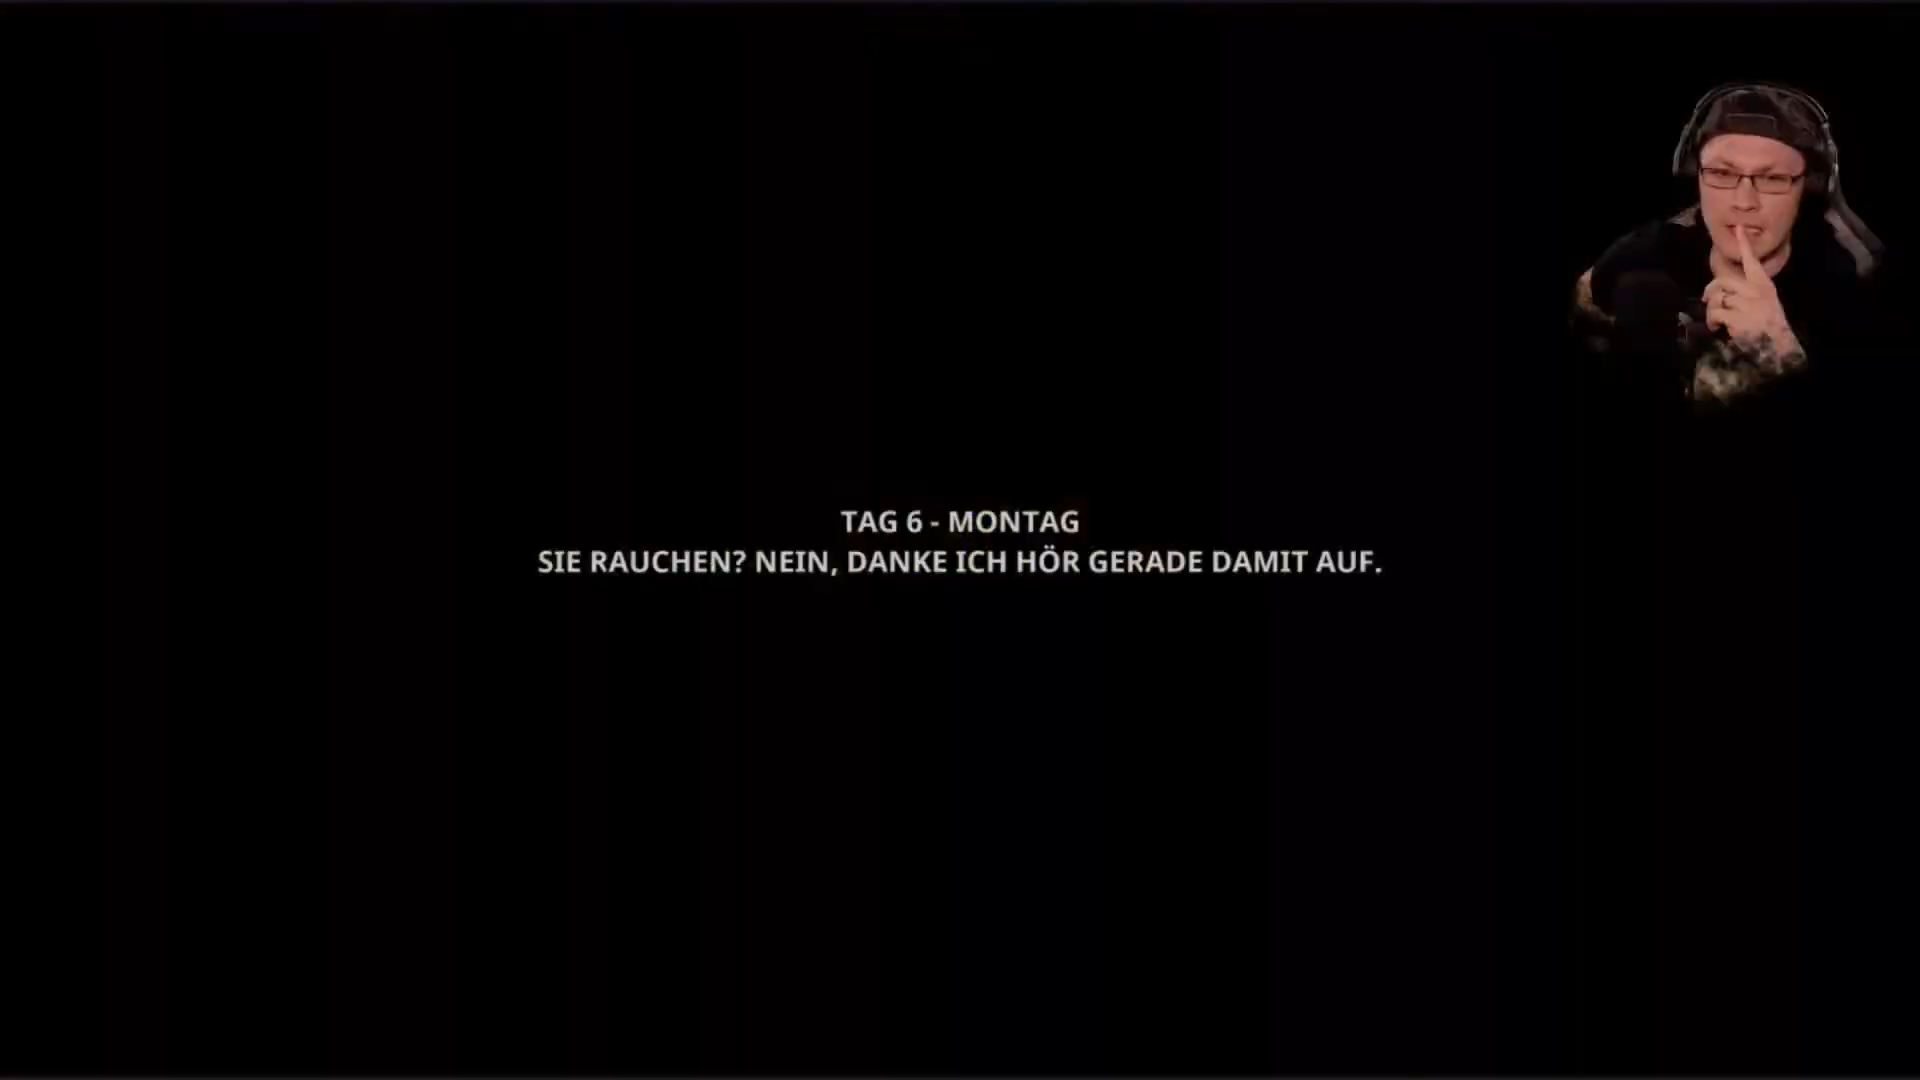 TAG 6 - MONTAG
SIE RAUCHEN? NEIN, DANKE ICH HÖR GERADE DAMIT AUF.